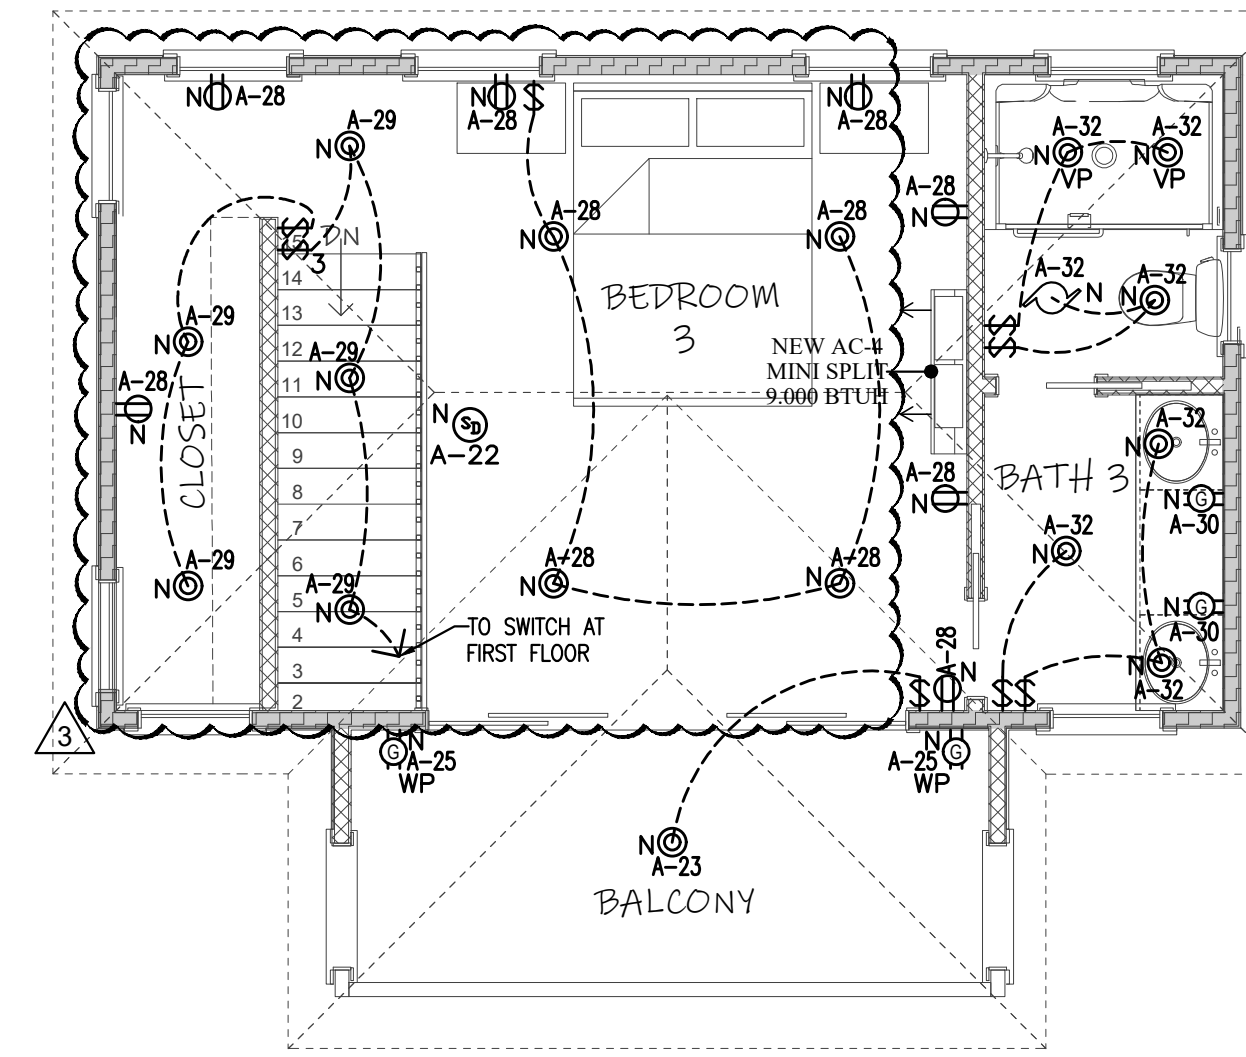 N A-28
N $
A-28
N
A-28
A-29
N
A-32
N
VP
A-32
N
VP
A-28
N
A-28
N
A-28
N
$
$
3
15
DN
14
13
12
11
10
9
8
7
6
5
4
3
2
A-32
N
A-32
N
$
$
BEDROOM
3
A-29
N
A-29
N
NEW AC-4
MINI SPLIT
9.000 BTUH
A-28
N
CLOSET
N
SD
A-22
A-32
N
BATH 3
A-28
N
N G
A-30
A-32
N
A-29
N
A-29
N
A-28
N
A-28
N
N G
A-30
TO SWITCH AT
FIRST FLOOR
A-28
N
$
$ $
N
A-32
3
N
G A-25
WP
N
A-25 G
WP
N
A-23
BALCONY